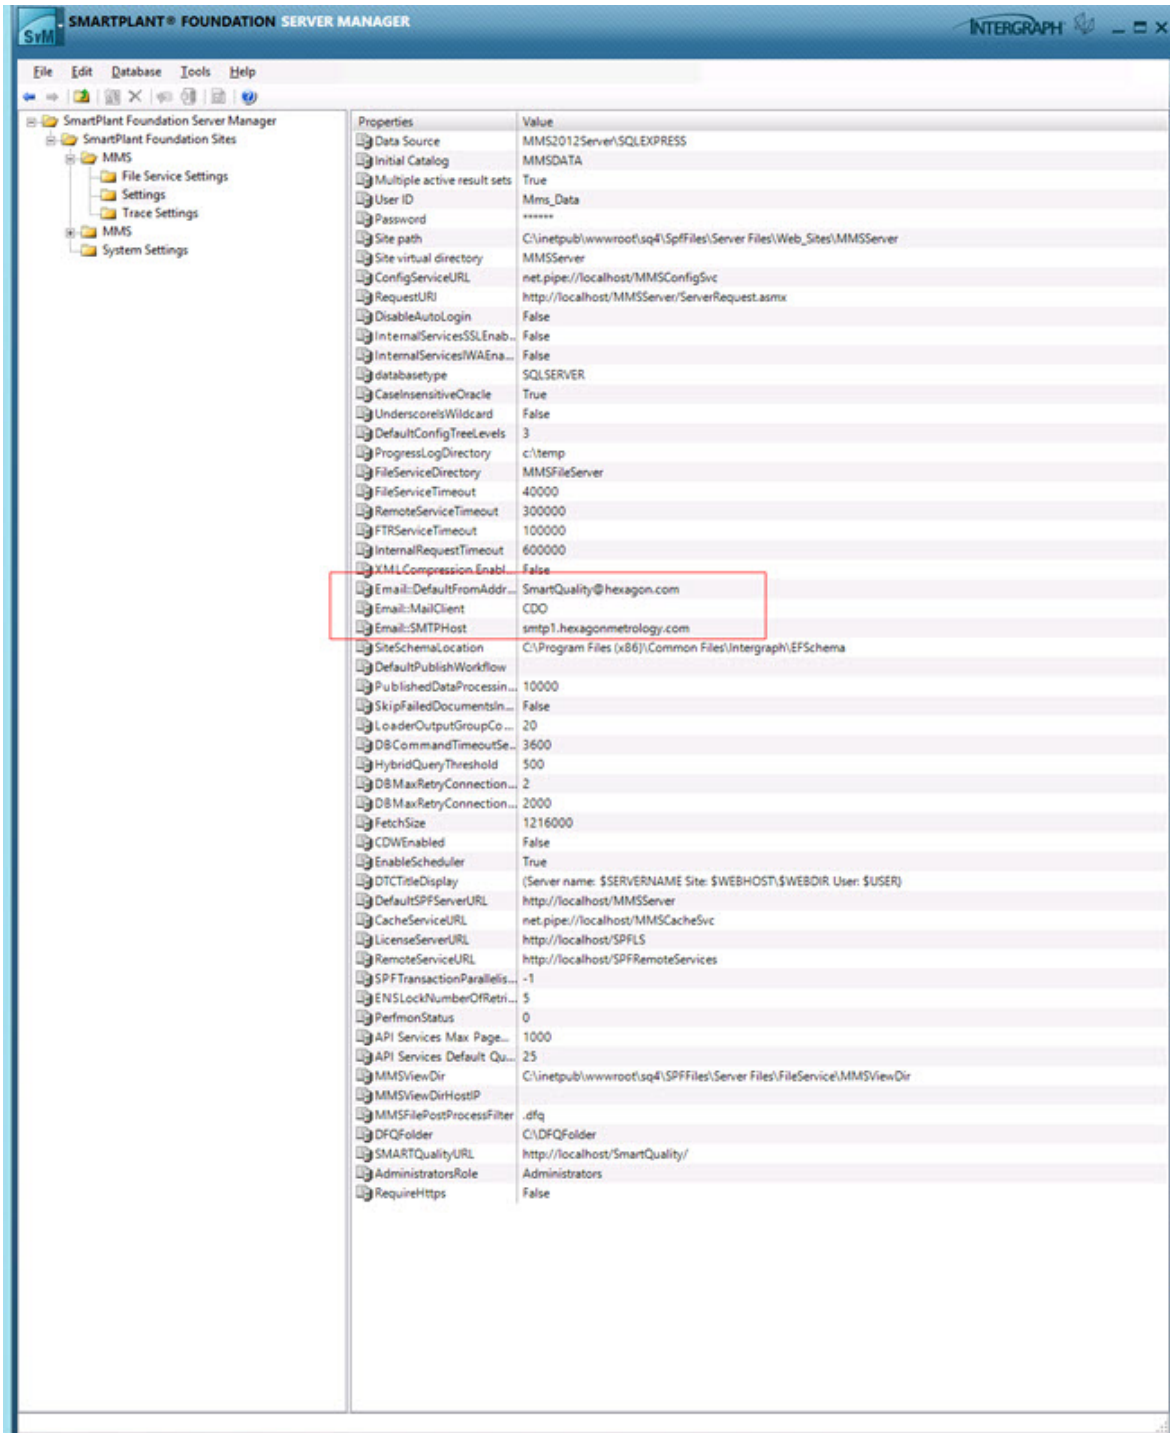 SMARTPLANT® FOUNDATION SERVER MANAGER
SvM
INTERGRAPH
File Edit Database Tools Help
SmartPlant Foundation Server Manager
SmartPlant Foundation Sites
MMS
File Service Settings
Settings
Trace Settings
MMS
System Settings
Properties Value
Data Source MMS2012Server\SQLEXPRESS
Initial Catalog MMSDATA
Multiple active result sets True
User ID Mms_Data
Password ******
Site path C:\inetpub\wwwroot\sq4\SpfFiles\Server Files\Web_Sites\MMSServer
Site virtual directory MMSServer
ConfigServiceURL net.pipe://localhost/MMSConfigSvc
RequestURI http://localhost/MMSServer/ServerRequest.asmx
DisableAutoLogin False
InternalServicesSSLEnab... False
InternalServicesIWAEna... False
databasetype SQLSERVER
CaseInsensitiveOracle True
UnderscoreIsWildcard False
DefaultConfigTreeLevels 3
ProgressLogDirectory c:\temp
FileServiceDirectory MMSFileServer
FileServiceTimeout 40000
RemoteServiceTimeout 300000
FTRServiceTimeout 100000
InternalRequestTimeout 600000
XMLCompression.Enabl... False
Email::DefaultFromAddr... SmartQuality@hexagon.com
Email::MailClient CDO
Email::SMTPHost smtp1.hexagonmetrology.com
SiteSchemaLocation C:\Program Files (x86)\Common Files\Intergraph\EFSchema
DefaultPublishWorkflow
PublishedDataProcessin... 10000
SkipFailedDocumentsIn... False
LoaderOutputGroupCo... 20
DBCommandTimeoutSe... 3600
HybridQueryThreshold 500
DBMaxRetryConnection... 2
DBMaxRetryConnection... 2000
FetchSize 1216000
CDWEnabled False
EnableScheduler True
DTCTitleDisplay (Server name: $SERVERNAME Site: $WEBHOST\$WEBDIR User: $USER)
DefaultSPFServerURL http://localhost/MMSServer
CacheServiceURL net.pipe://localhost/MMSCacheSvc
LicenseServerURL http://localhost/SPFLS
RemoteServiceURL http://localhost/SPFRemoteServices
SPFTransactionParallelis... -1
ENSLockNumberOfRetri... 5
PerfmonStatus 0
API Services Max Page... 1000
API Services Default Qu... 25
MMSViewDir C:\inetpub\wwwroot\sq4\SPFFiles\Server Files\FileService\MMSViewDir
MMSViewDirHostIP
MMSFilePostProcessFilter .dfq
DFQFolder C:\DFQFolder
SMARTQualityURL http://localhost/SmartQuality/
AdministratorsRole Administrators
RequireHttps False